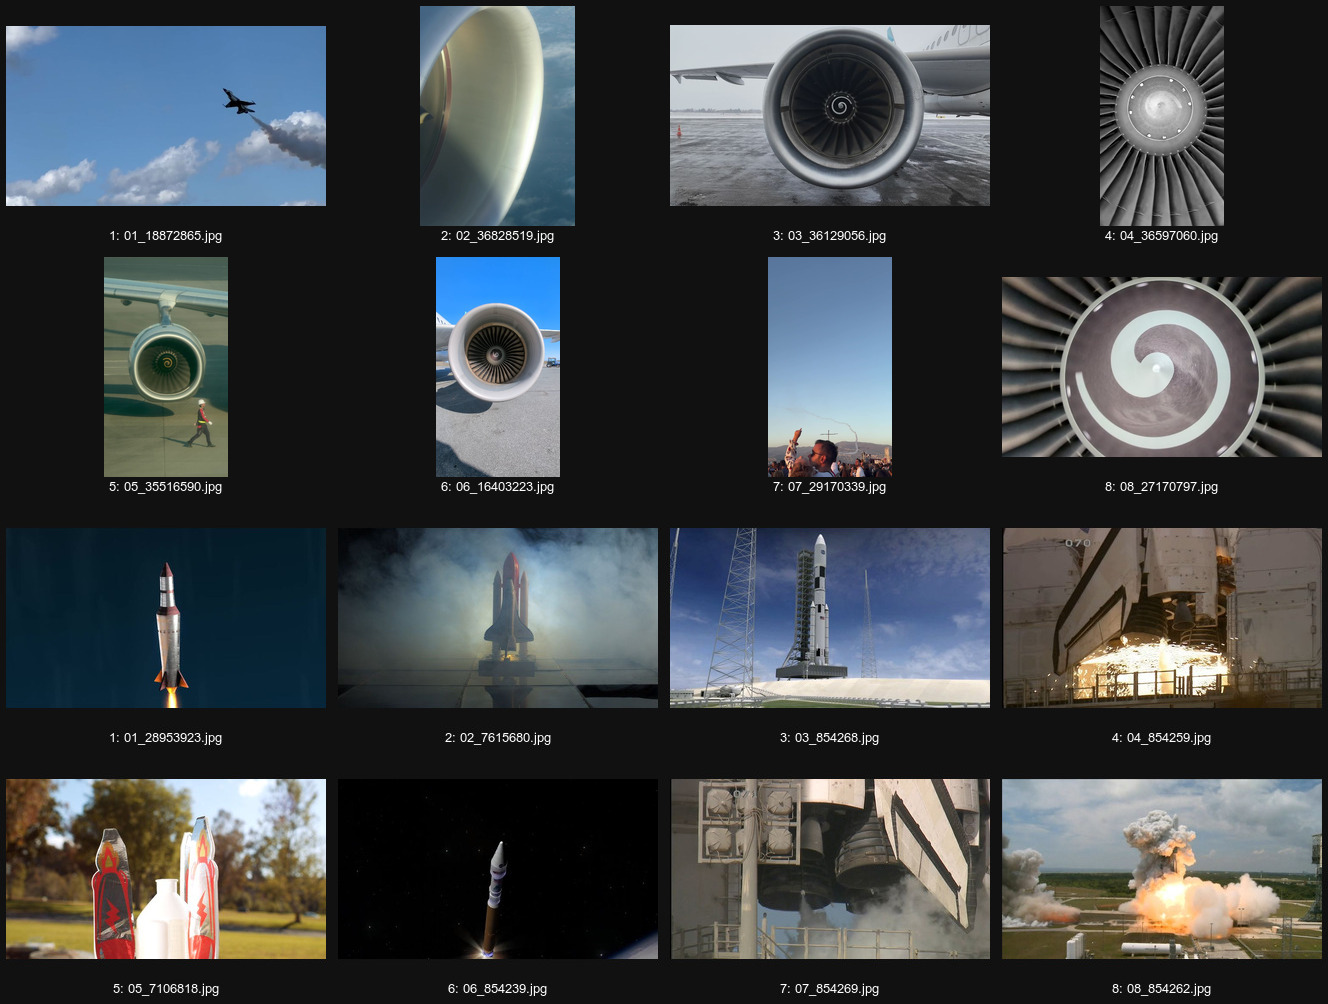 1: 01_18872865.jpg
2: 02_36828519.jpg
3: 03_36129056.jpg
4: 04_36597060.jpg
5: 05_35516590.jpg
6: 06_16403223.jpg
7: 07_29170339.jpg
8: 08_27170797.jpg
070
1: 01_28953923.jpg
2: 02_7615680.jpg
3: 03_854268.jpg
4: 04_854259.jpg
5: 05_7106818.jpg
6: 06_854239.jpg
7: 07_854269.jpg
8: 08_854262.jpg